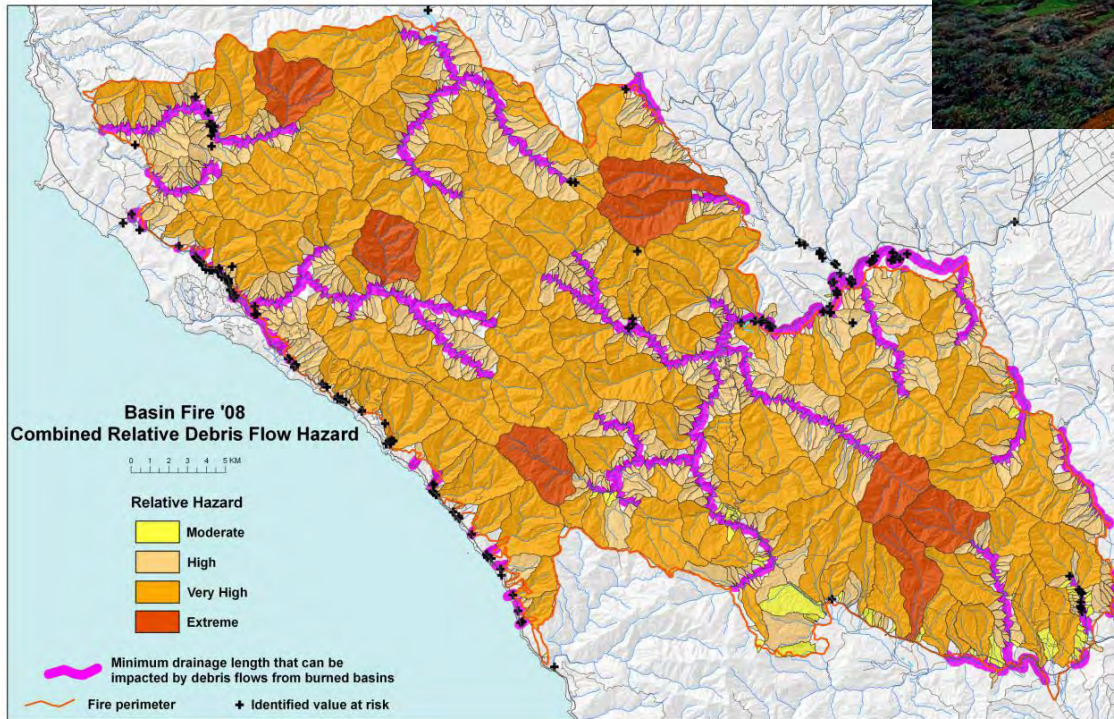 Basin Fire '08
Combined Relative Debris Flow Hazard
0 1 2 3 4 5 KM
Relative Hazard
Moderate
High
Very High
Extreme
Minimum drainage length that can be
impacted by debris flows from burned basins
Fire perimeter
Identified value at risk